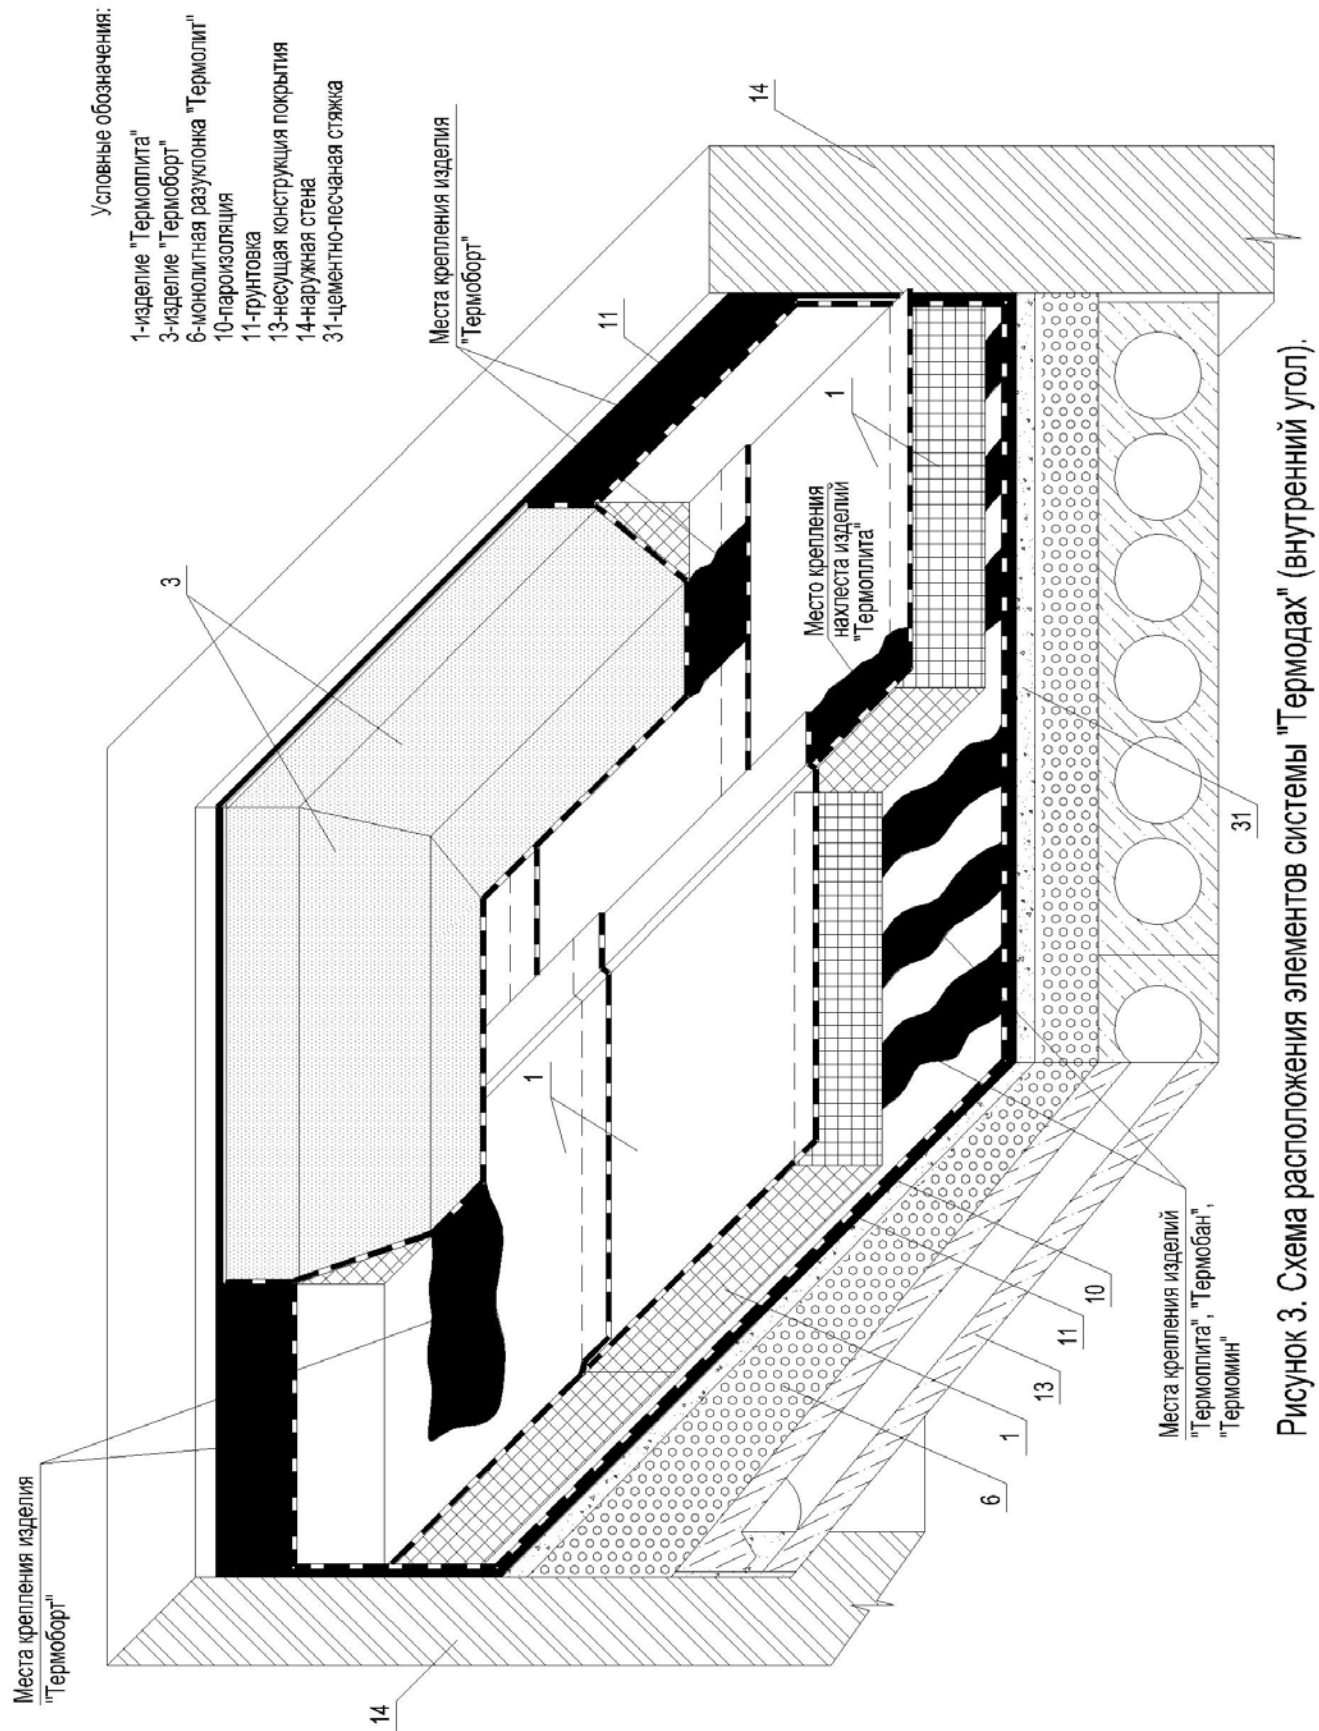 Условные обозначения:
1-изделие "Термоплита"
3-изделие "Термоборт"
6-монолитная разуклонка "Термолит"
10-пароизоляция
11-грунтовка
13-несущая конструкция покрытия
14-наружная стена
31-цементно-песчаная стяжка
Места крепления изделия
"Термоборт"
Места крепления изделия
"Термоборт"
3
11
14
1
Место крепления
нахлеста изделий
"Термоплита"
1
14
6
1
13
11
10
Места крепления изделий
"Термоплита", "Термобан",
"Термомин"
31
Рисунок 3. Схема расположения элементов системы "Термодах" (внутренний угол).